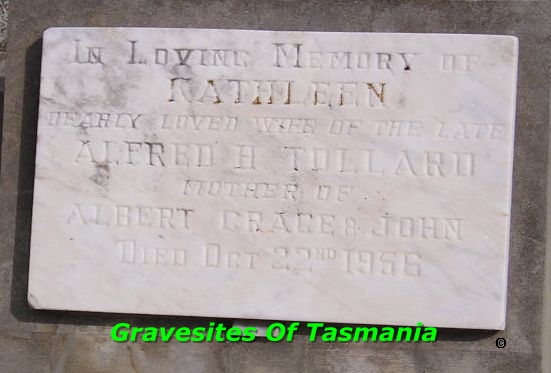 In Loving Memory of
KATHLEEN
DEARLY LOVED WIFE OF THE LATE
ALFRED H TOLLARD
MOTHER OF
ALBERT GRACE & JOHN
DIED OCT 22ND 1956
Gravesites Of Tasmania
©